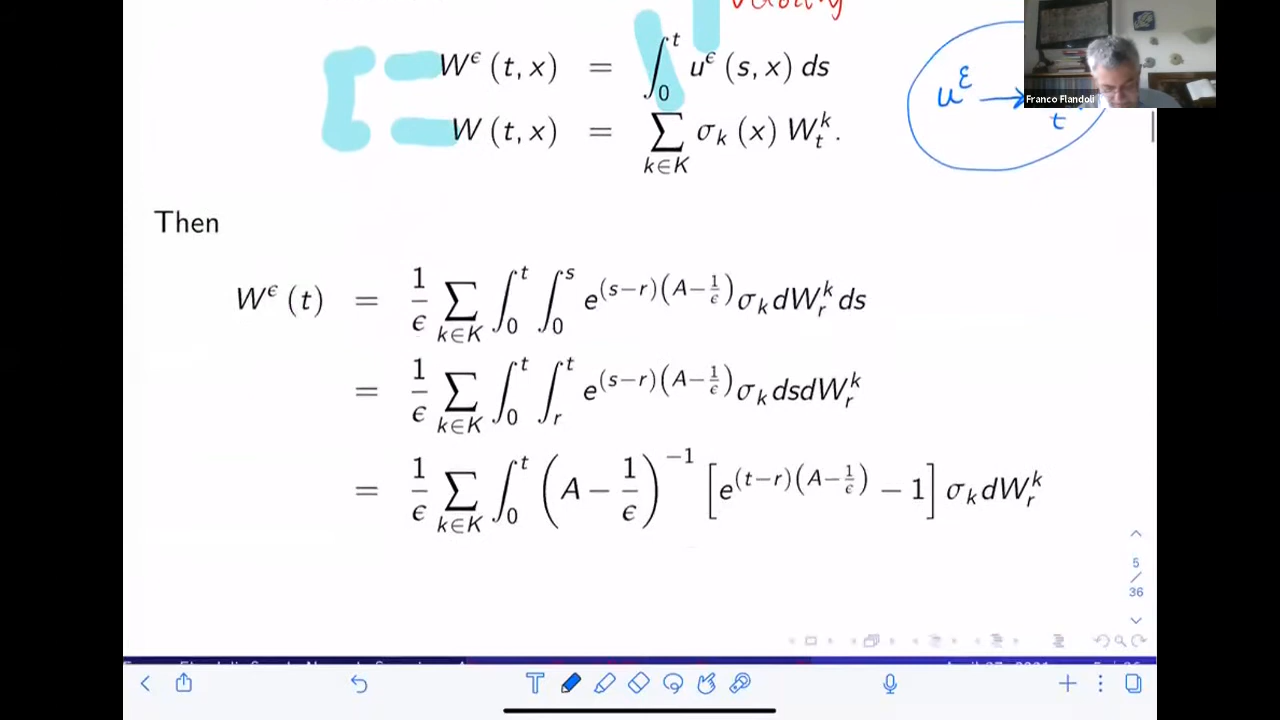 W^ϵ (t, x) = ∫_0^t u^ϵ (s, x) ds
W (t, x) = ∑_{k∈K} σ_k (x) W_t^k.
u^ε →
t
Franco Flandoli
Then
W^ϵ (t) = 1/ϵ ∑_{k∈K} ∫_0^t ∫_0^s e^{(s−r)(A−1/ϵ)} σ_k dW_r^k ds
= 1/ϵ ∑_{k∈K} ∫_0^t ∫_r^t e^{(s−r)(A−1/ϵ)} σ_k ds dW_r^k
= 1/ϵ ∑_{k∈K} ∫_0^t (A − 1/ϵ)^{−1} [e^{(t−r)(A−1/ϵ)} − 1] σ_k dW_r^k
5
/
36